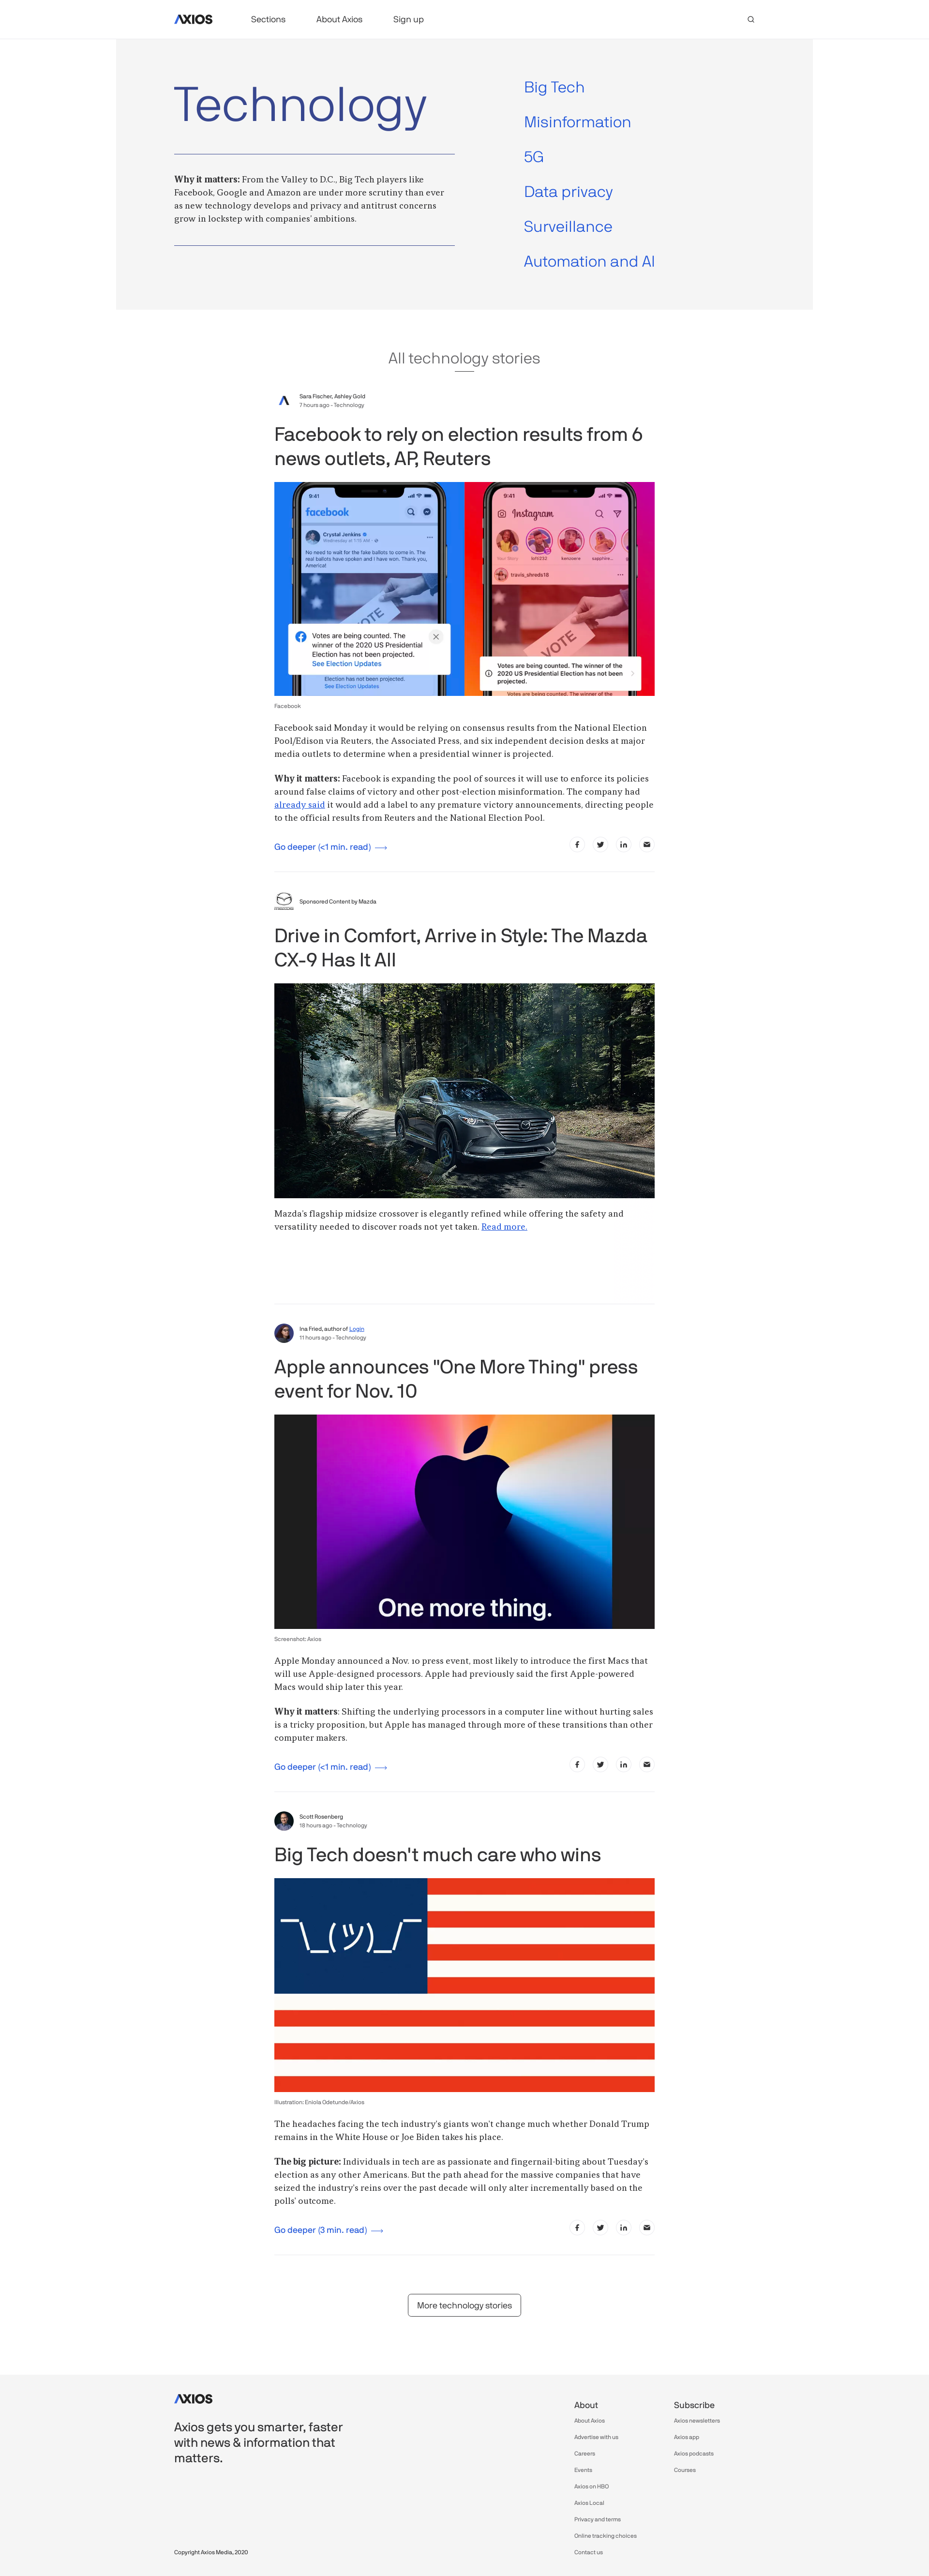 AXIOS
Sections
About Axios
Sign up
Technology
Why it matters: From the Valley to D.C., Big Tech players like
Facebook, Google and Amazon are under more scrutiny than ever
as new technology develops and privacy and antitrust concerns
grow in lockstep with companies' ambitions.
Big Tech
Misinformation
5G
Data privacy
Surveillance
Automation and AI
All technology stories
Sara Fischer, Ashley Gold
7 hours ago - Technology
Facebook to rely on election results from 6
news outlets, AP, Reuters
9:41
facebook
Crystal Jenkins
Wednesday at 7:15 AM
No need to wait for the fake ballots to come in. The
real ballots have spoken and I have won. Thank you,
America!
VOTE
Votes are being counted. The
winner of the 2020 US Presidential
Election has not been projected.
See Election Updates
Election has not been projected.
See Election Updates
9:41
Instagram
travis_shreds18
VOTE
Votes are being counted. The winner of the
2020 US Presidential Election has not been
projected.
Votes are being counted. The winner of the
Facebook
Facebook said Monday it would be relying on consensus results from the National Election
Pool/Edison via Reuters, the Associated Press, and six independent decision desks at major
media outlets to determine when a presidential winner is projected.
Why it matters: Facebook is expanding the pool of sources it will use to enforce its policies
around false claims of victory and other post-election misinformation. The company had
already said it would add a label to any premature victory announcements, directing people
to the official results from Reuters and the National Election Pool.
Go deeper (<1 min. read)
Sponsored Content by Mazda
Drive in Comfort, Arrive in Style: The Mazda
CX-9 Has It All
Mazda's flagship midsize crossover is elegantly refined while offering the safety and
versatility needed to discover roads not yet taken. Read more.
Ina Fried, author of Login
11 hours ago - Technology
Apple announces "One More Thing" press
event for Nov. 10
One more thing.
Screenshot: Axios
Apple Monday announced a Nov. 10 press event, most likely to introduce the first Macs that
will use Apple-designed processors. Apple had previously said the first Apple-powered
Macs would ship later this year.
Why it matters: Shifting the underlying processors in a computer line without hurting sales
is a tricky proposition, but Apple has managed through more of these transitions than other
computer makers.
Go deeper (<1 min. read)
Scott Rosenberg
18 hours ago - Technology
Big Tech doesn't much care who wins
¯\_(ツ)_/¯
Illustration: Eniola Odetunde/Axios
The headaches facing the tech industry's giants won't change much whether Donald Trump
remains in the White House or Joe Biden takes his place.
The big picture: Individuals in tech are as passionate and fingernail-biting about Tuesday's
election as any other Americans. But the path ahead for the massive companies that have
seized the industry's reins over the past decade will only alter incrementally based on the
polls' outcome.
Go deeper (3 min. read)
More technology stories
AXIOS
Axios gets you smarter, faster
with news & information that
matters.
About
About Axios
Advertise with us
Careers
Events
Axios on HBO
Axios Local
Privacy and terms
Online tracking choices
Contact us
Subscribe
Axios newsletters
Axios app
Axios podcasts
Courses
Copyright Axios Media, 2020